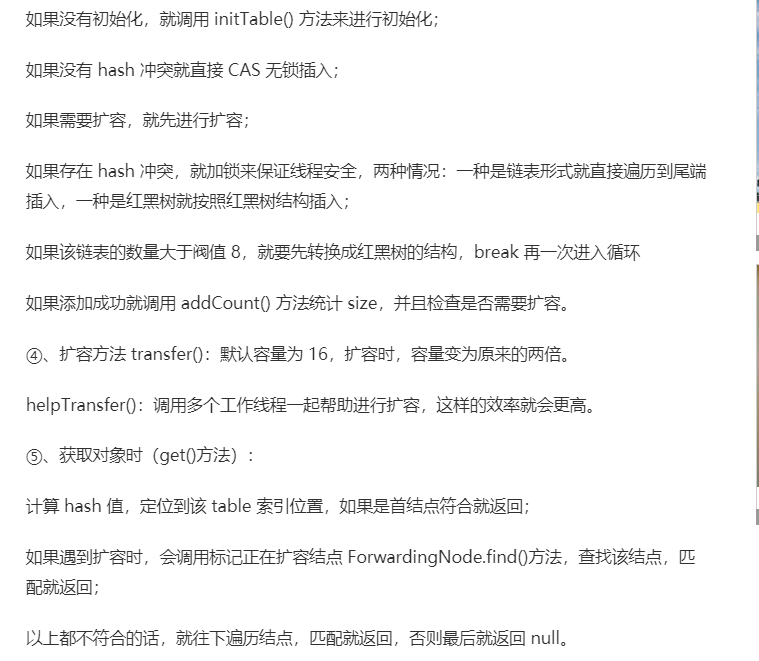 如果没有初始化，就调用 initTable() 方法来进行初始化；
如果没有 hash 冲突就直接 CAS 无锁插入；
如果需要扩容，就先进行扩容；
如果存在 hash 冲突，就加锁来保证线程安全，两种情况：一种是链表形式就直接遍历到尾端
插入，一种是红黑树就按照红黑树结构插入；
如果该链表的数量大于阀值 8，就要先转换成红黑树的结构，break 再一次进入循环
如果添加成功就调用 addCount() 方法统计 size，并且检查是否需要扩容。
④、扩容方法 transfer()：默认容量为 16，扩容时，容量变为原来的两倍。
helpTransfer()：调用多个工作线程一起帮助进行扩容，这样的效率就会更高。
⑤、获取对象时（get()方法）：
计算 hash 值，定位到该 table 索引位置，如果是首结点符合就返回；
如果遇到扩容时，会调用标记正在扩容结点 ForwardingNode.find()方法，查找该结点，匹
配就返回；
以上都不符合的话，就往下遍历结点，匹配就返回，否则最后就返回 null。